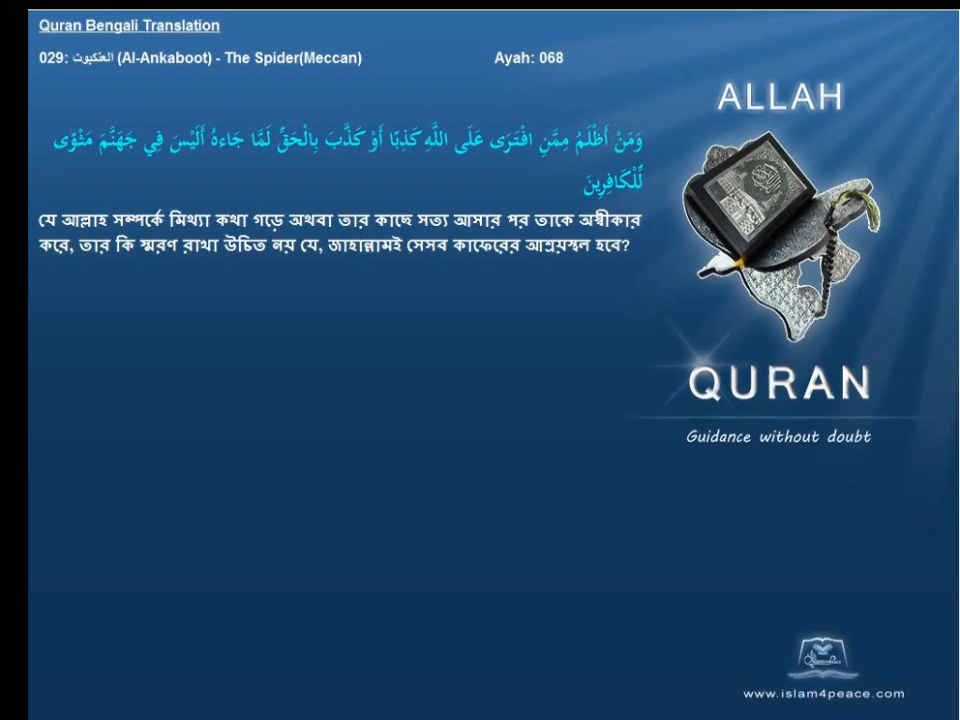 Quran Bengali Translation
029: العنكبوت (Al-Ankaboot) - The Spider(Meccan) Ayah: 068
ALLAH
وَمَنْ أَظْلَمُ مِمَّنِ افْتَرَى عَلَى اللَّهِ كَذِبًا أَوْ كَذَّبَ بِالْحَقِّ لَمَّا جَاءهُ أَلَيْسَ فِي جَهَنَّمَ مَثْوًى
لِّلْكَافِرِينَ
যে আল্লাহ সম্পর্কে মিথ্যা কথা গড়ে অথবা তার কাছে সত্য আসার পর তাকে অস্বীকার
করে, তার কি স্মরণ রাখা উচিত নয় যে, জাহান্নামই সেসব কাফেরের আশ্রয়স্থল হবে?
QURAN
Guidance without doubt
www.islam4peace.com